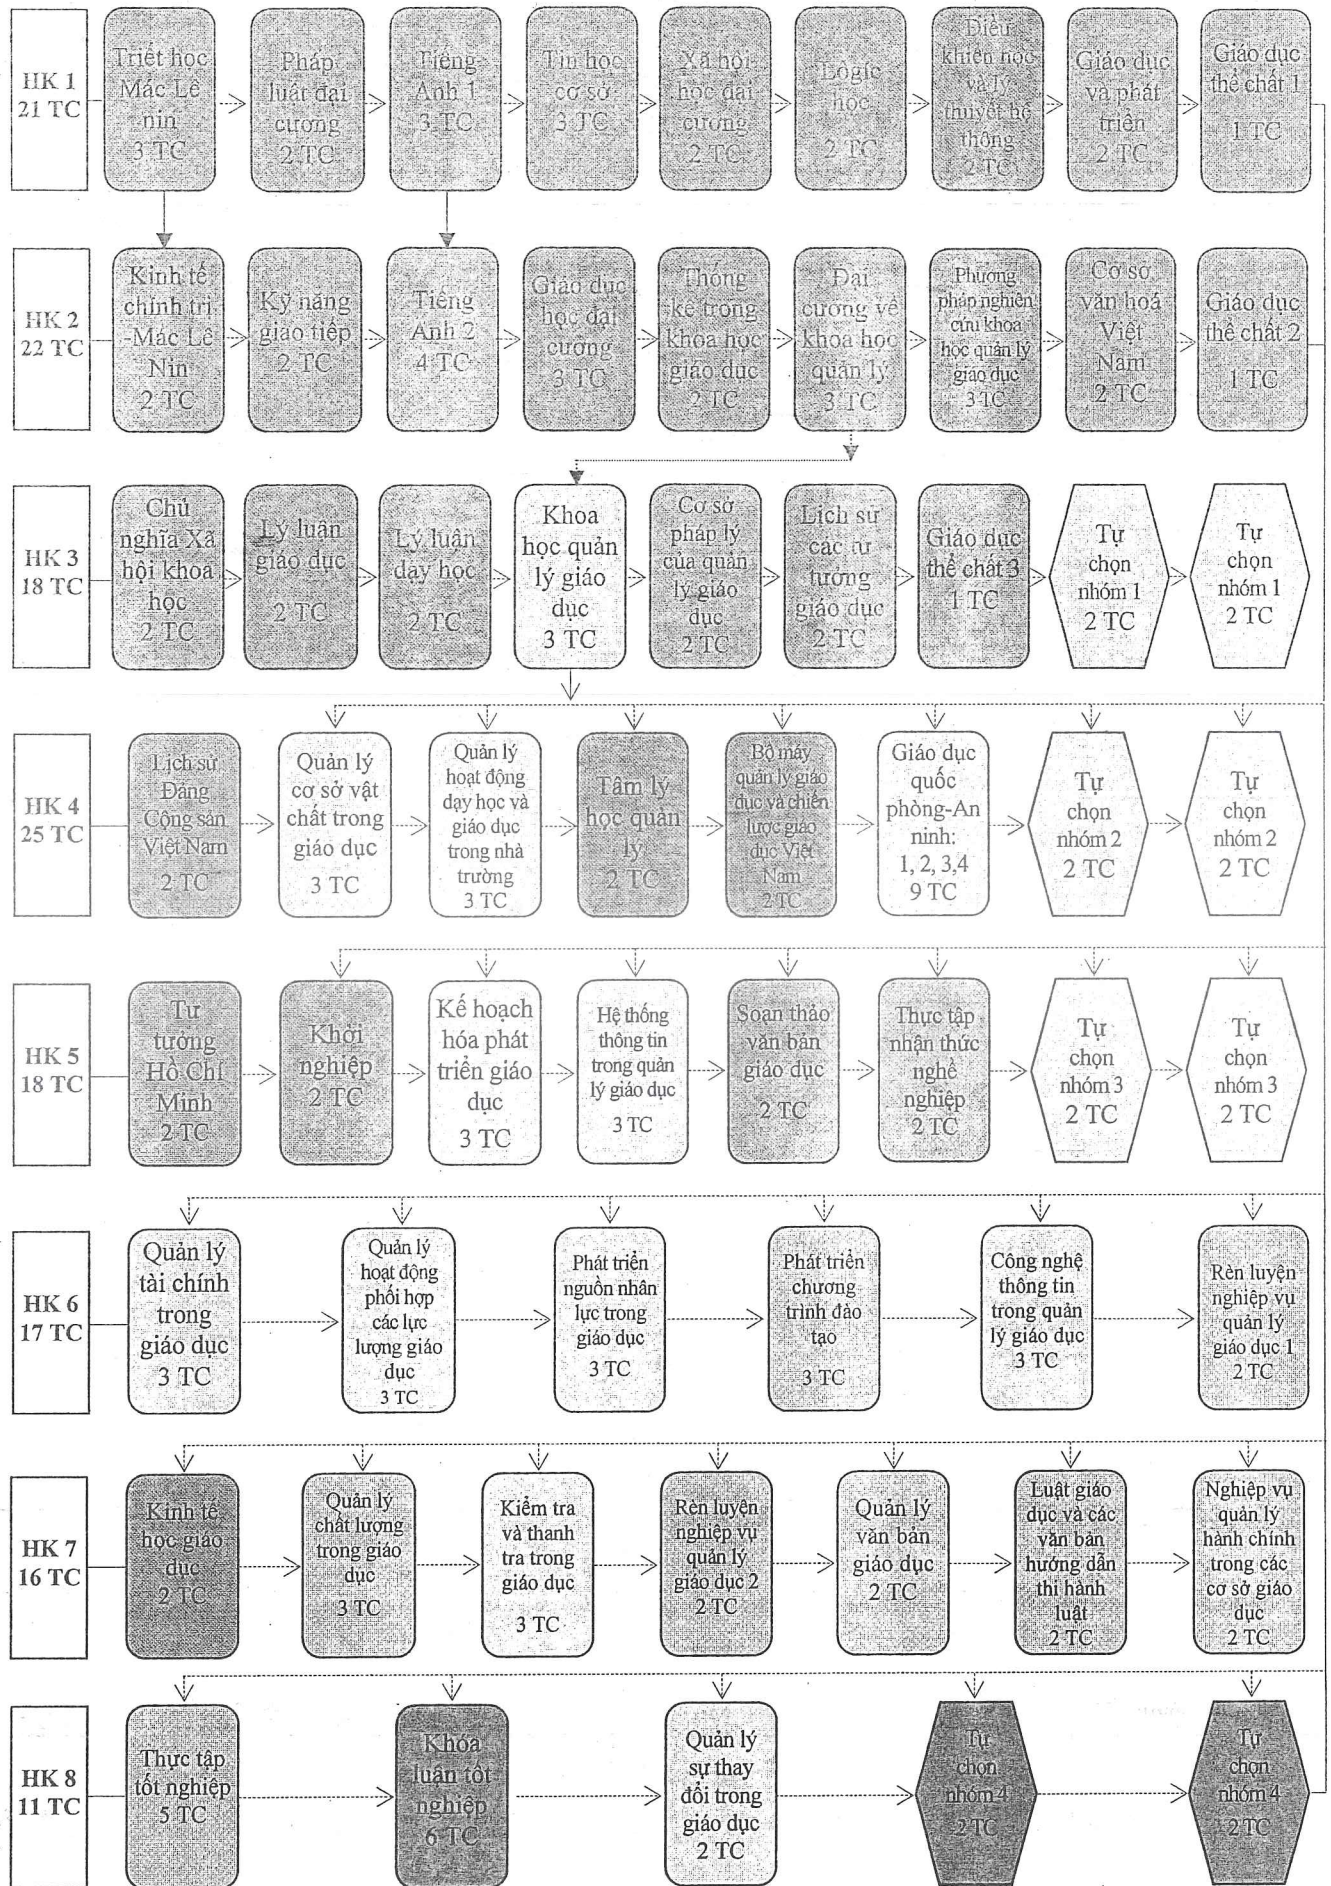 HK 1
21 TC
Triết học
Mác Lê
nin
3 TC
Pháp
luật đại
cương
2 TC
Tiếng
Anh 1
3 TC
Tin học
cơ sở
3 TC
Xã hội
học đại
cương
2 TC
Lôgic
học
2 TC
Điều
khiển học
và lý
thuyết hệ
thống
2 TC
Giáo dục
và phát
triển
2 TC
Giáo dục
thể chất 1
1 TC
HK 2
22 TC
Kinh tế
chính trị
-Mác Lê
Nin
2 TC
Kỹ năng
giao tiếp
2 TC
Tiếng
Anh 2
4 TC
Giáo dục
học đại
cương
3 TC
Thống
kê trong
khoa học
giáo dục
2 TC
Đại
cương về
khoa học
quản lý
3 TC
Phương
pháp nghiên
cứu khoa
học quản lý
giáo dục
3 TC
Cơ sở
văn hoá
Việt
Nam
2 TC
Giáo dục
thể chất 2
1 TC
HK 3
18 TC
Chủ
nghĩa Xã
hội khoa
học
2 TC
Lý luận
giáo dục
2 TC
Lý luận
dạy học
2 TC
Khoa
học quản
lý giáo
dục
3 TC
Cơ sở
pháp lý
của quản
lý giáo
dục
2 TC
Lịch sử
các tư
tưởng
giáo dục
2 TC
Giáo dục
thể chất 3
1 TC
Tự
chọn
nhóm 1
2 TC
Tự
chọn
nhóm 1
2 TC
HK 4
25 TC
Lịch sử
Đảng
Cộng sản
Việt Nam
2 TC
Quản lý
cơ sở vật
chất trong
giáo dục
3 TC
Quản lý
hoạt động
dạy học và
giáo dục
trong nhà
trường
3 TC
Tâm lý
học quản
lý
2 TC
Bộ máy
quản lý giáo
dục và chiến
lược giáo
dục Việt
Nam
2 TC
Giáo dục
quốc
phòng-An
ninh:
1, 2, 3,4
9 TC
Tự
chọn
nhóm 2
2 TC
Tự
chọn
nhóm 2
2 TC
HK 5
18 TC
Tư
tưởng
Hồ Chí
Minh
2 TC
Khởi
nghiệp
2 TC
Kế hoạch
hóa phát
triển giáo
dục
3 TC
Hệ thống
thông tin
trong quản
lý giáo dục
3 TC
Soạn thảo
văn bản
giáo dục
2 TC
Thực tập
nhận thức
nghề
nghiệp
2 TC
Tự
chọn
nhóm 3
2 TC
Tự
chọn
nhóm 3
2 TC
HK 6
17 TC
Quản lý
tài chính
trong
giáo dục
3 TC
Quản lý
hoạt động
phối hợp
các lực
lượng giáo
dục
3 TC
Phát triển
nguồn nhân
lực trong
giáo dục
3 TC
Phát triển
chương
trình đào
tạo
3 TC
Công nghệ
thông tin
trong quản
lý giáo dục
3 TC
Rèn luyện
nghiệp vụ
quản lý
giáo dục 1
2 TC
HK 7
16 TC
Kinh tế
học giáo
dục
2 TC
Quản lý
chất lượng
trong giáo
dục
3 TC
Kiểm tra
và thanh
tra trong
giáo dục
3 TC
Rèn luyện
nghiệp vụ
quản lý
giáo dục 2
2 TC
Quản lý
văn bản
giáo dục
2 TC
Luật giáo
dục và các
văn bản
hướng dẫn
thi hành
luật
2 TC
Nghiệp vụ
quản lý
hành chính
trong các
cơ sở giáo
dục
2 TC
HK 8
11 TC
Thực tập
tốt nghiệp
5 TC
Khóa
luận tốt
nghiệp
6 TC
Quản lý
sự thay
đổi trong
giáo dục
2 TC
Tự
chọn
nhóm 4
2 TC
Tự
chọn
nhóm 4
2 TC